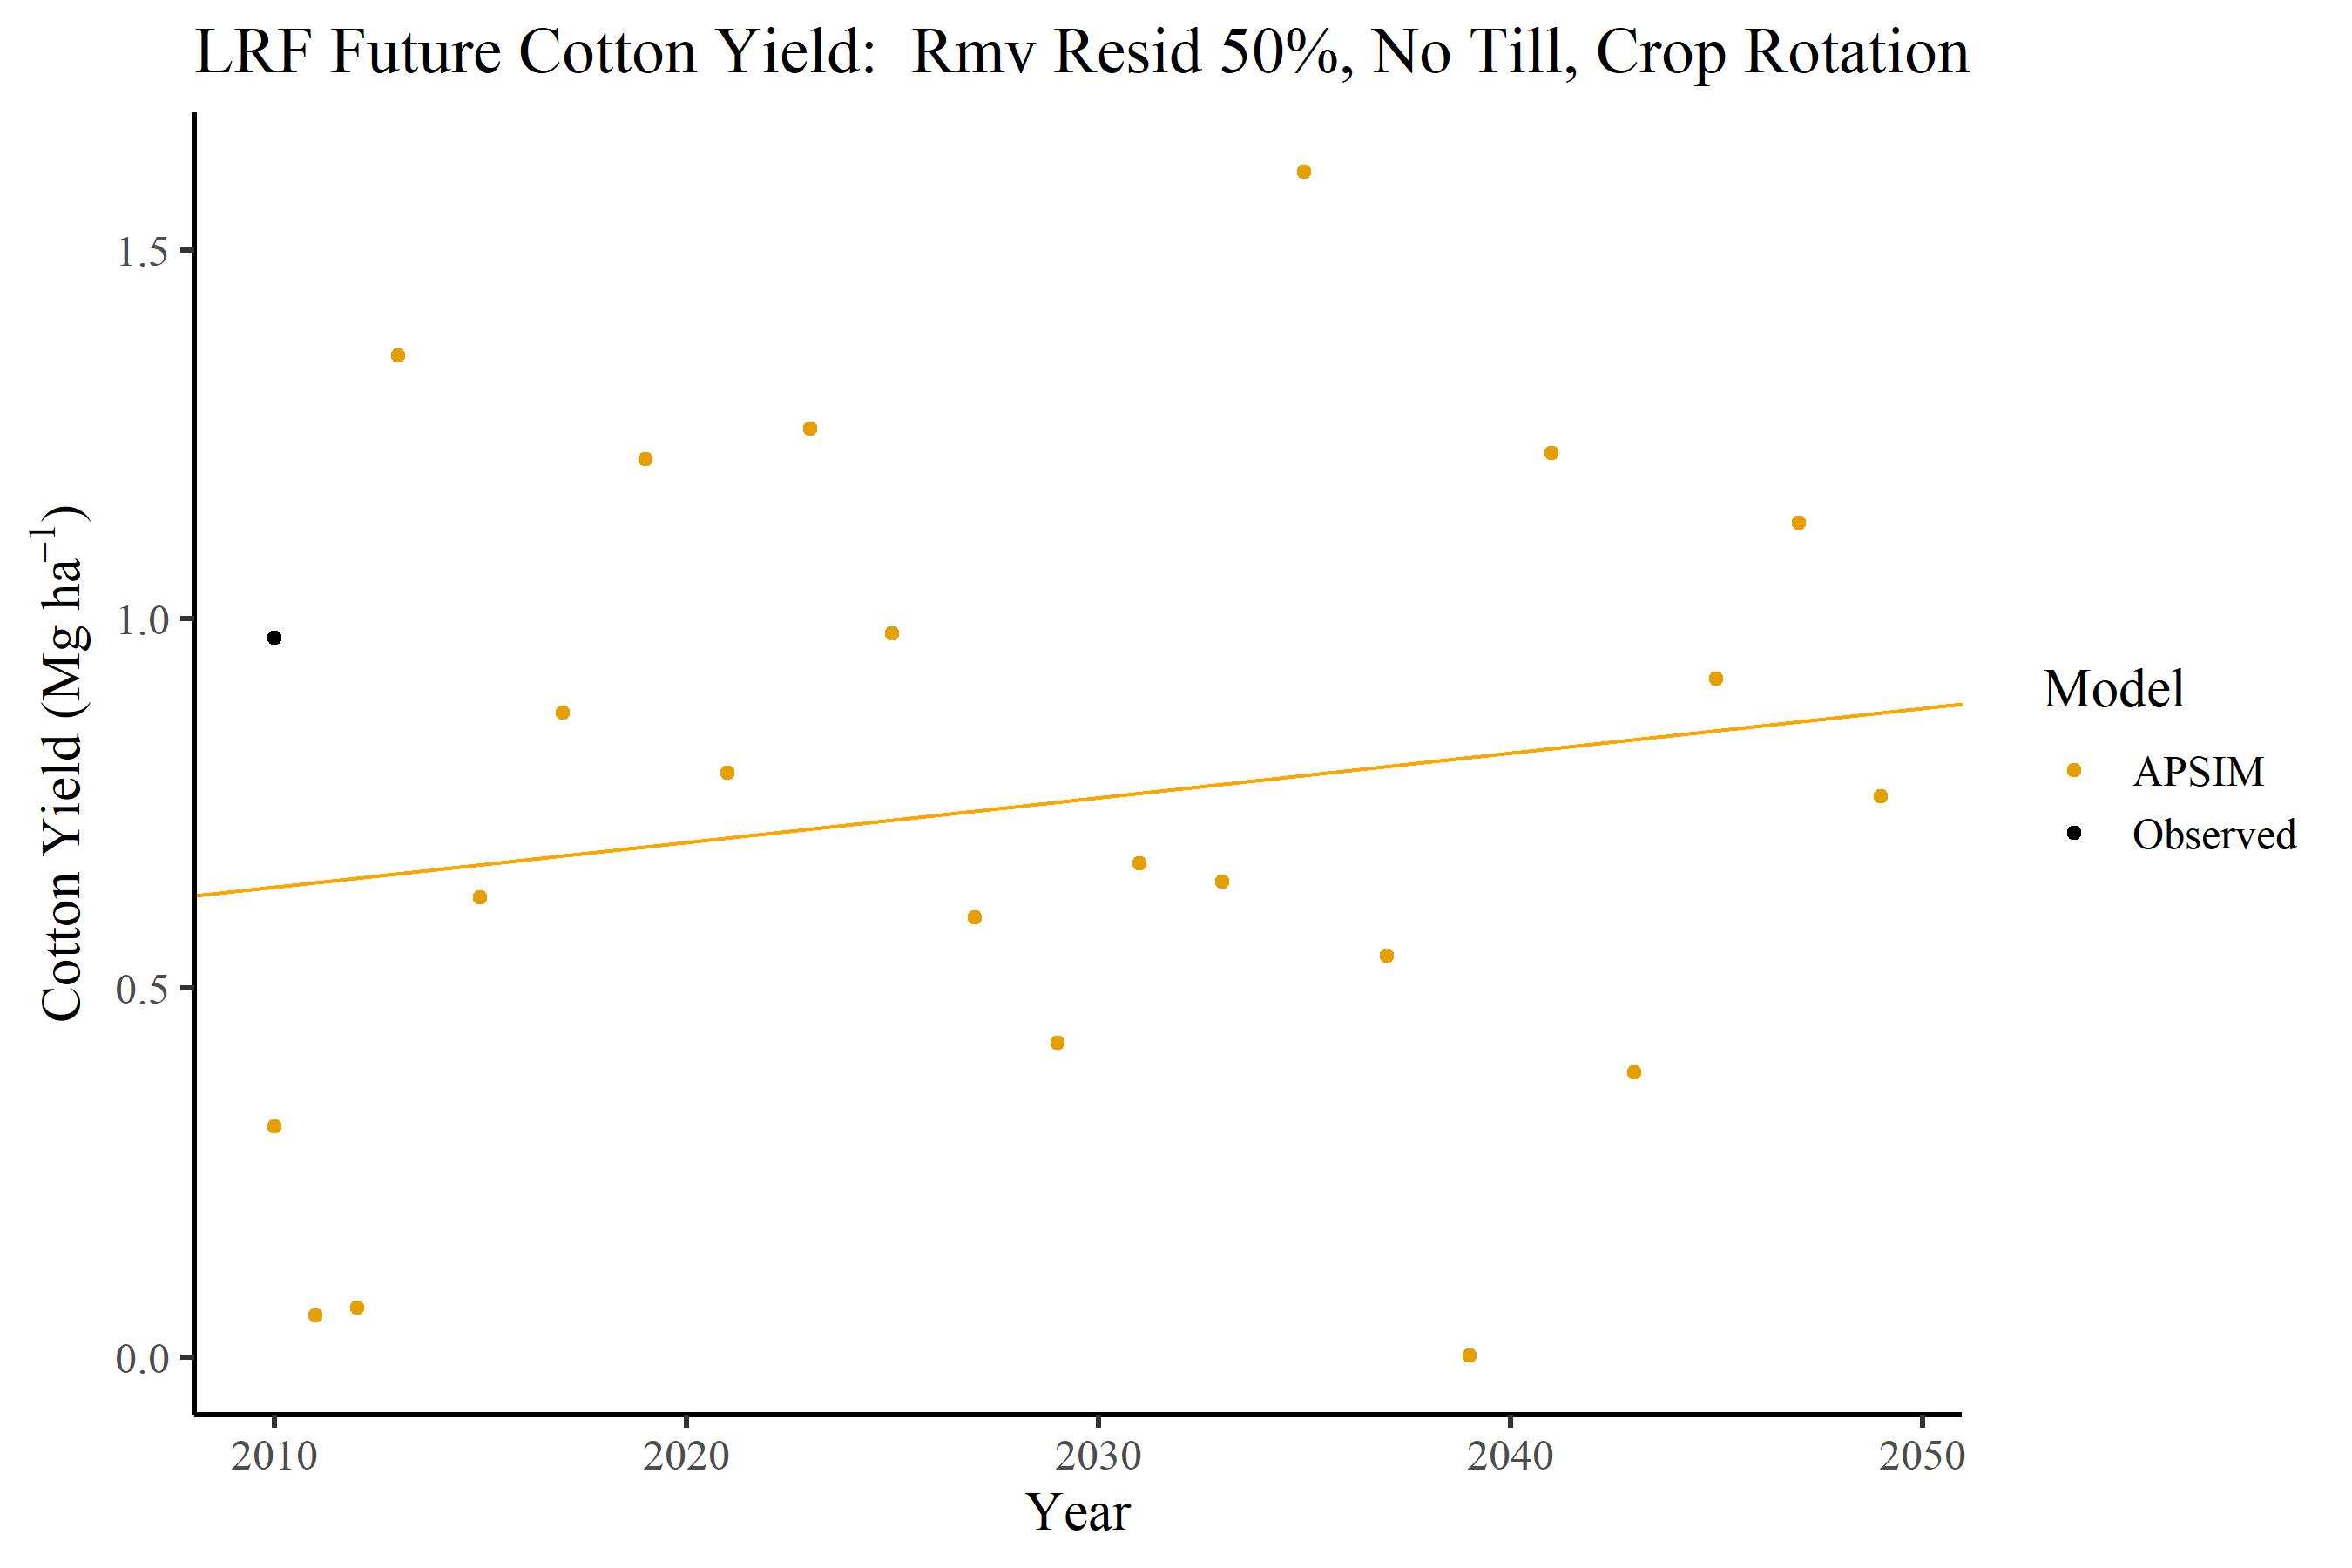 LRF Future Cotton Yield:  Rmv Resid 50%, No Till, Crop Rotation
Cotton Yield (Mg ha⁻¹)
1.5
1.0
0.5
0.0
2010 2020 2030 2040 2050
Year
Model
APSIM
Observed